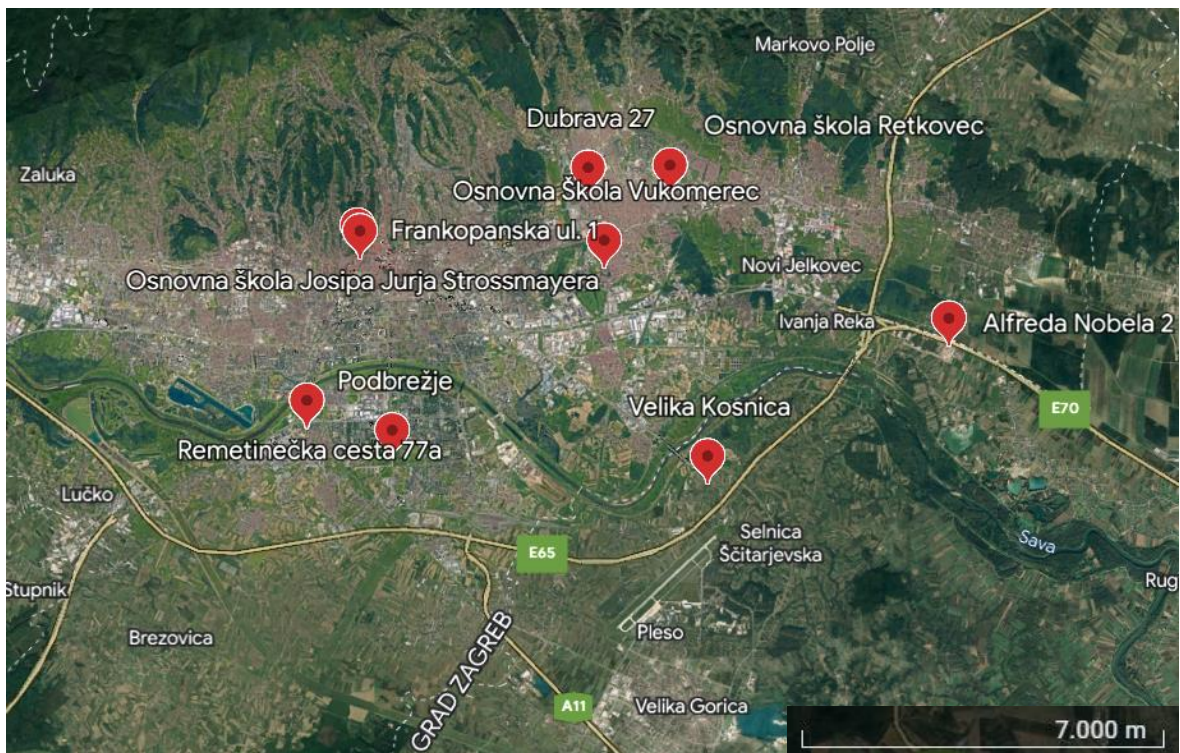 Markovo Polje
Dubrava 27
Osnovna škola Retkovec
Zaluka
Osnovna Škola Vukomerec
Frankopanska ul. 1
Novi Jelkovec
Osnovna škola Josipa Jurja Strossmayera
Ivanja Reka
Alfreda Nobela 2
Podbrežje
Velika Kosnica
E70
Remetinečka cesta 77a
Lučko
Selnica
Ščitarjevska
Sava
E65
Stupnik
Rug
Brezovica
Pleso
GRAD ZAGREB
A11
Velika Gorica
7.000 m